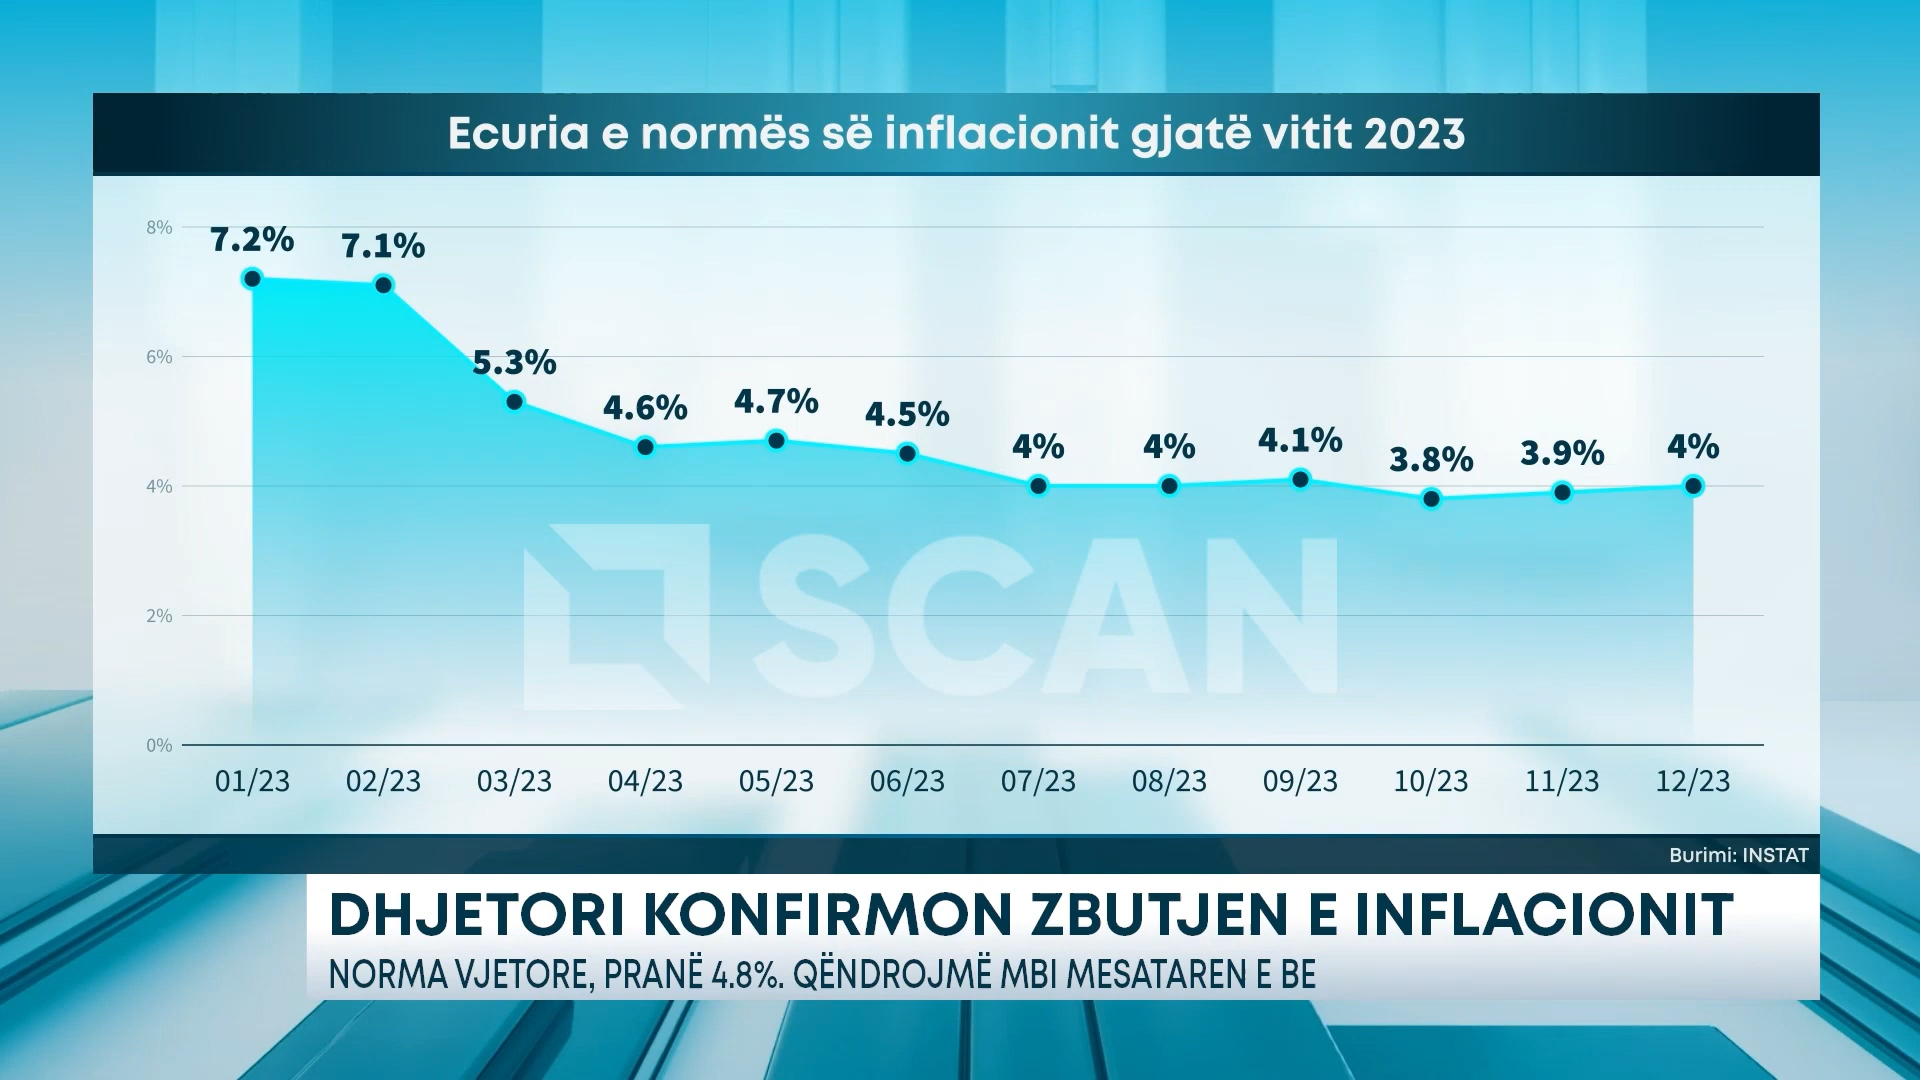 Ecuria e normës së inflacionit gjatë vitit 2023
8%
7.2%
7.1%
6%
5.3%
4.6%
4.7%
4.5%
4%
4%
4.1%
3.8%
3.9%
4%
4%
SCAN
2%
0%
01/23 02/23 03/23 04/23 05/23 06/23 07/23 08/23 09/23 10/23 11/23 12/23
Burimi: INSTAT
DHJETORI KONFIRMON ZBUTJEN E INFLACIONIT
NORMA VJETORE, PRANË 4.8%. QËNDROJMË MBI MESATAREN E BE